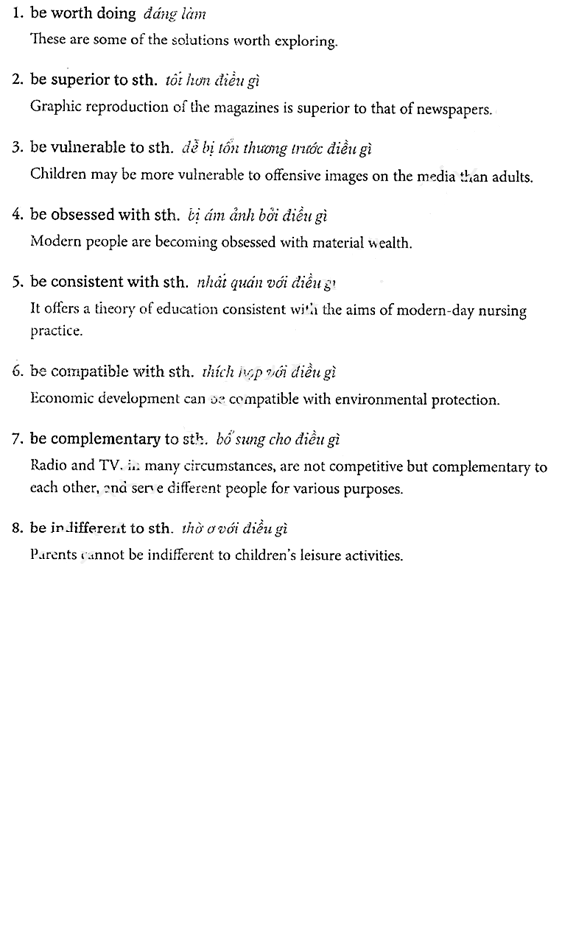 1. be worth doing đáng làm
These are some of the solutions worth exploring.
2. be superior to sth. tốt hơn điều gì
Graphic reproduction of the magazines is superior to that of newspapers.
3. be vulnerable to sth. dễ bị tổn thương trước điều gì
Children may be more vulnerable to offensive images on the media than adults.
4. be obsessed with sth. bị ám ảnh bởi điều gì
Modern people are becoming obsessed with material wealth.
5. be consistent with sth. nhất quán với điều gì
It offers a theory of education consistent with the aims of modern-day nursing
practice.
6. be compatible with sth. thích hợp với điều gì
Economic development can be compatible with environmental protection.
7. be complementary to sth. bổ sung cho điều gì
Radio and TV, in many circumstances, are not competitive but complementary to
each other, and serve different people for various purposes.
8. be indifferent to sth. thờ ơ với điều gì
Parents cannot be indifferent to children's leisure activities.